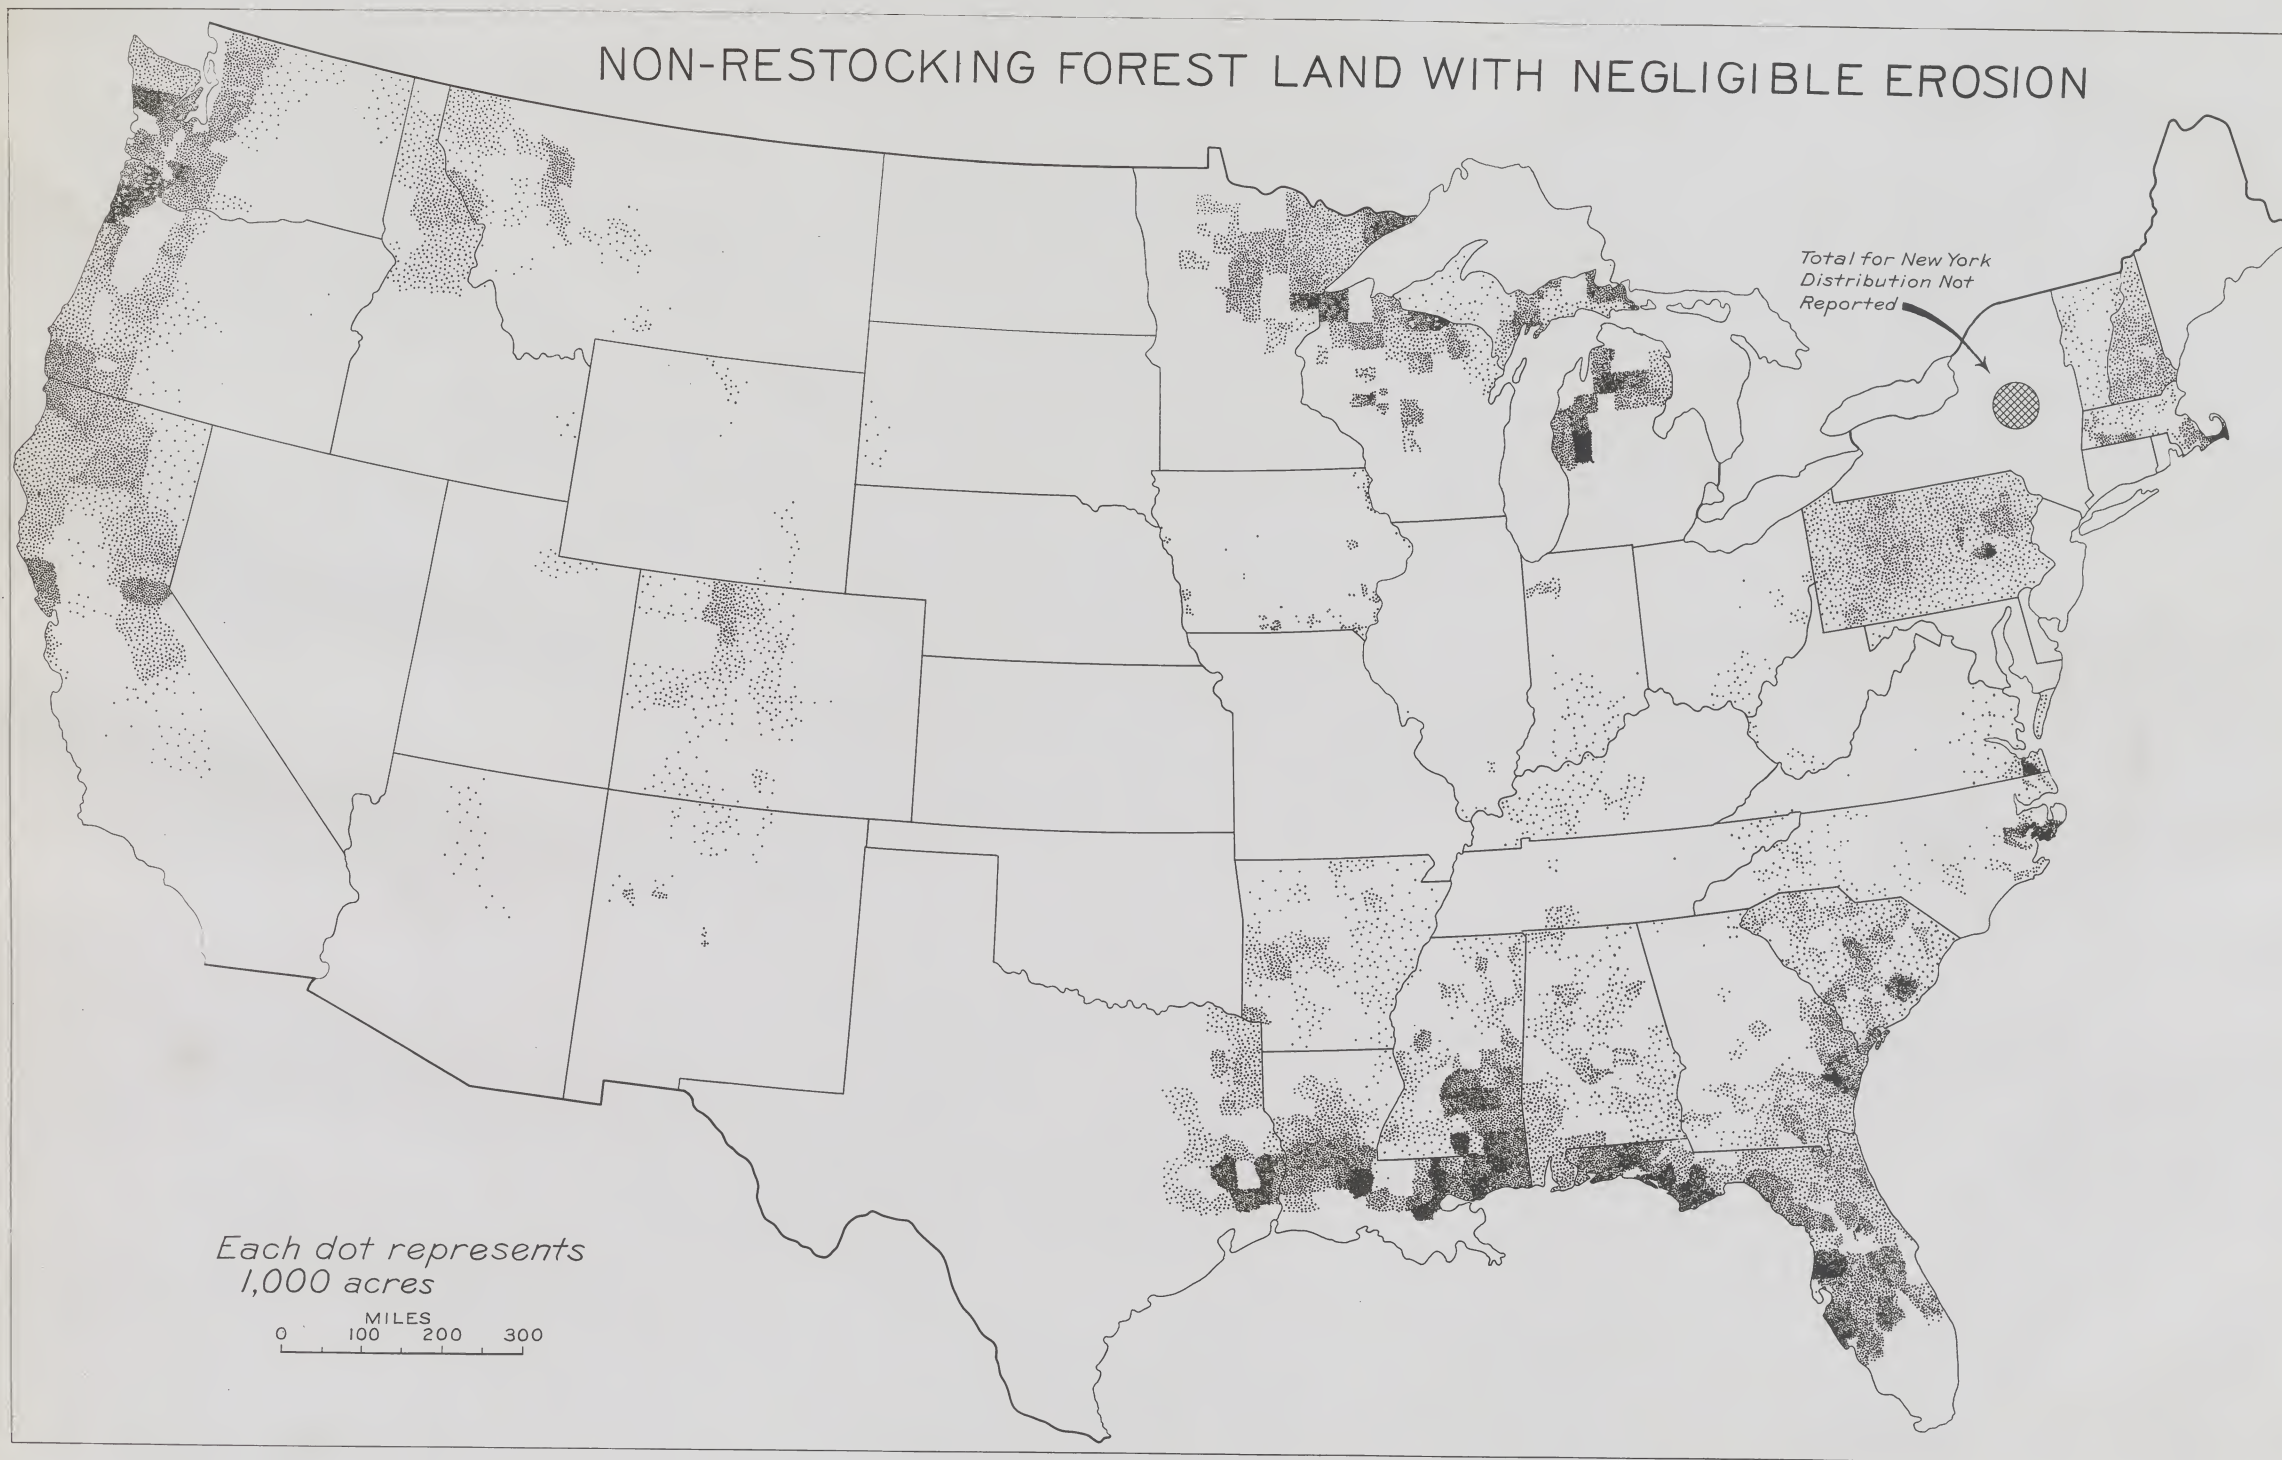 NON-RESTOCKING FOREST LAND WITH NEGLIGIBLE EROSION
Total for New York
Distribution Not
Reported
Each dot represents
1,000 acres
MILES
0 100 200 300